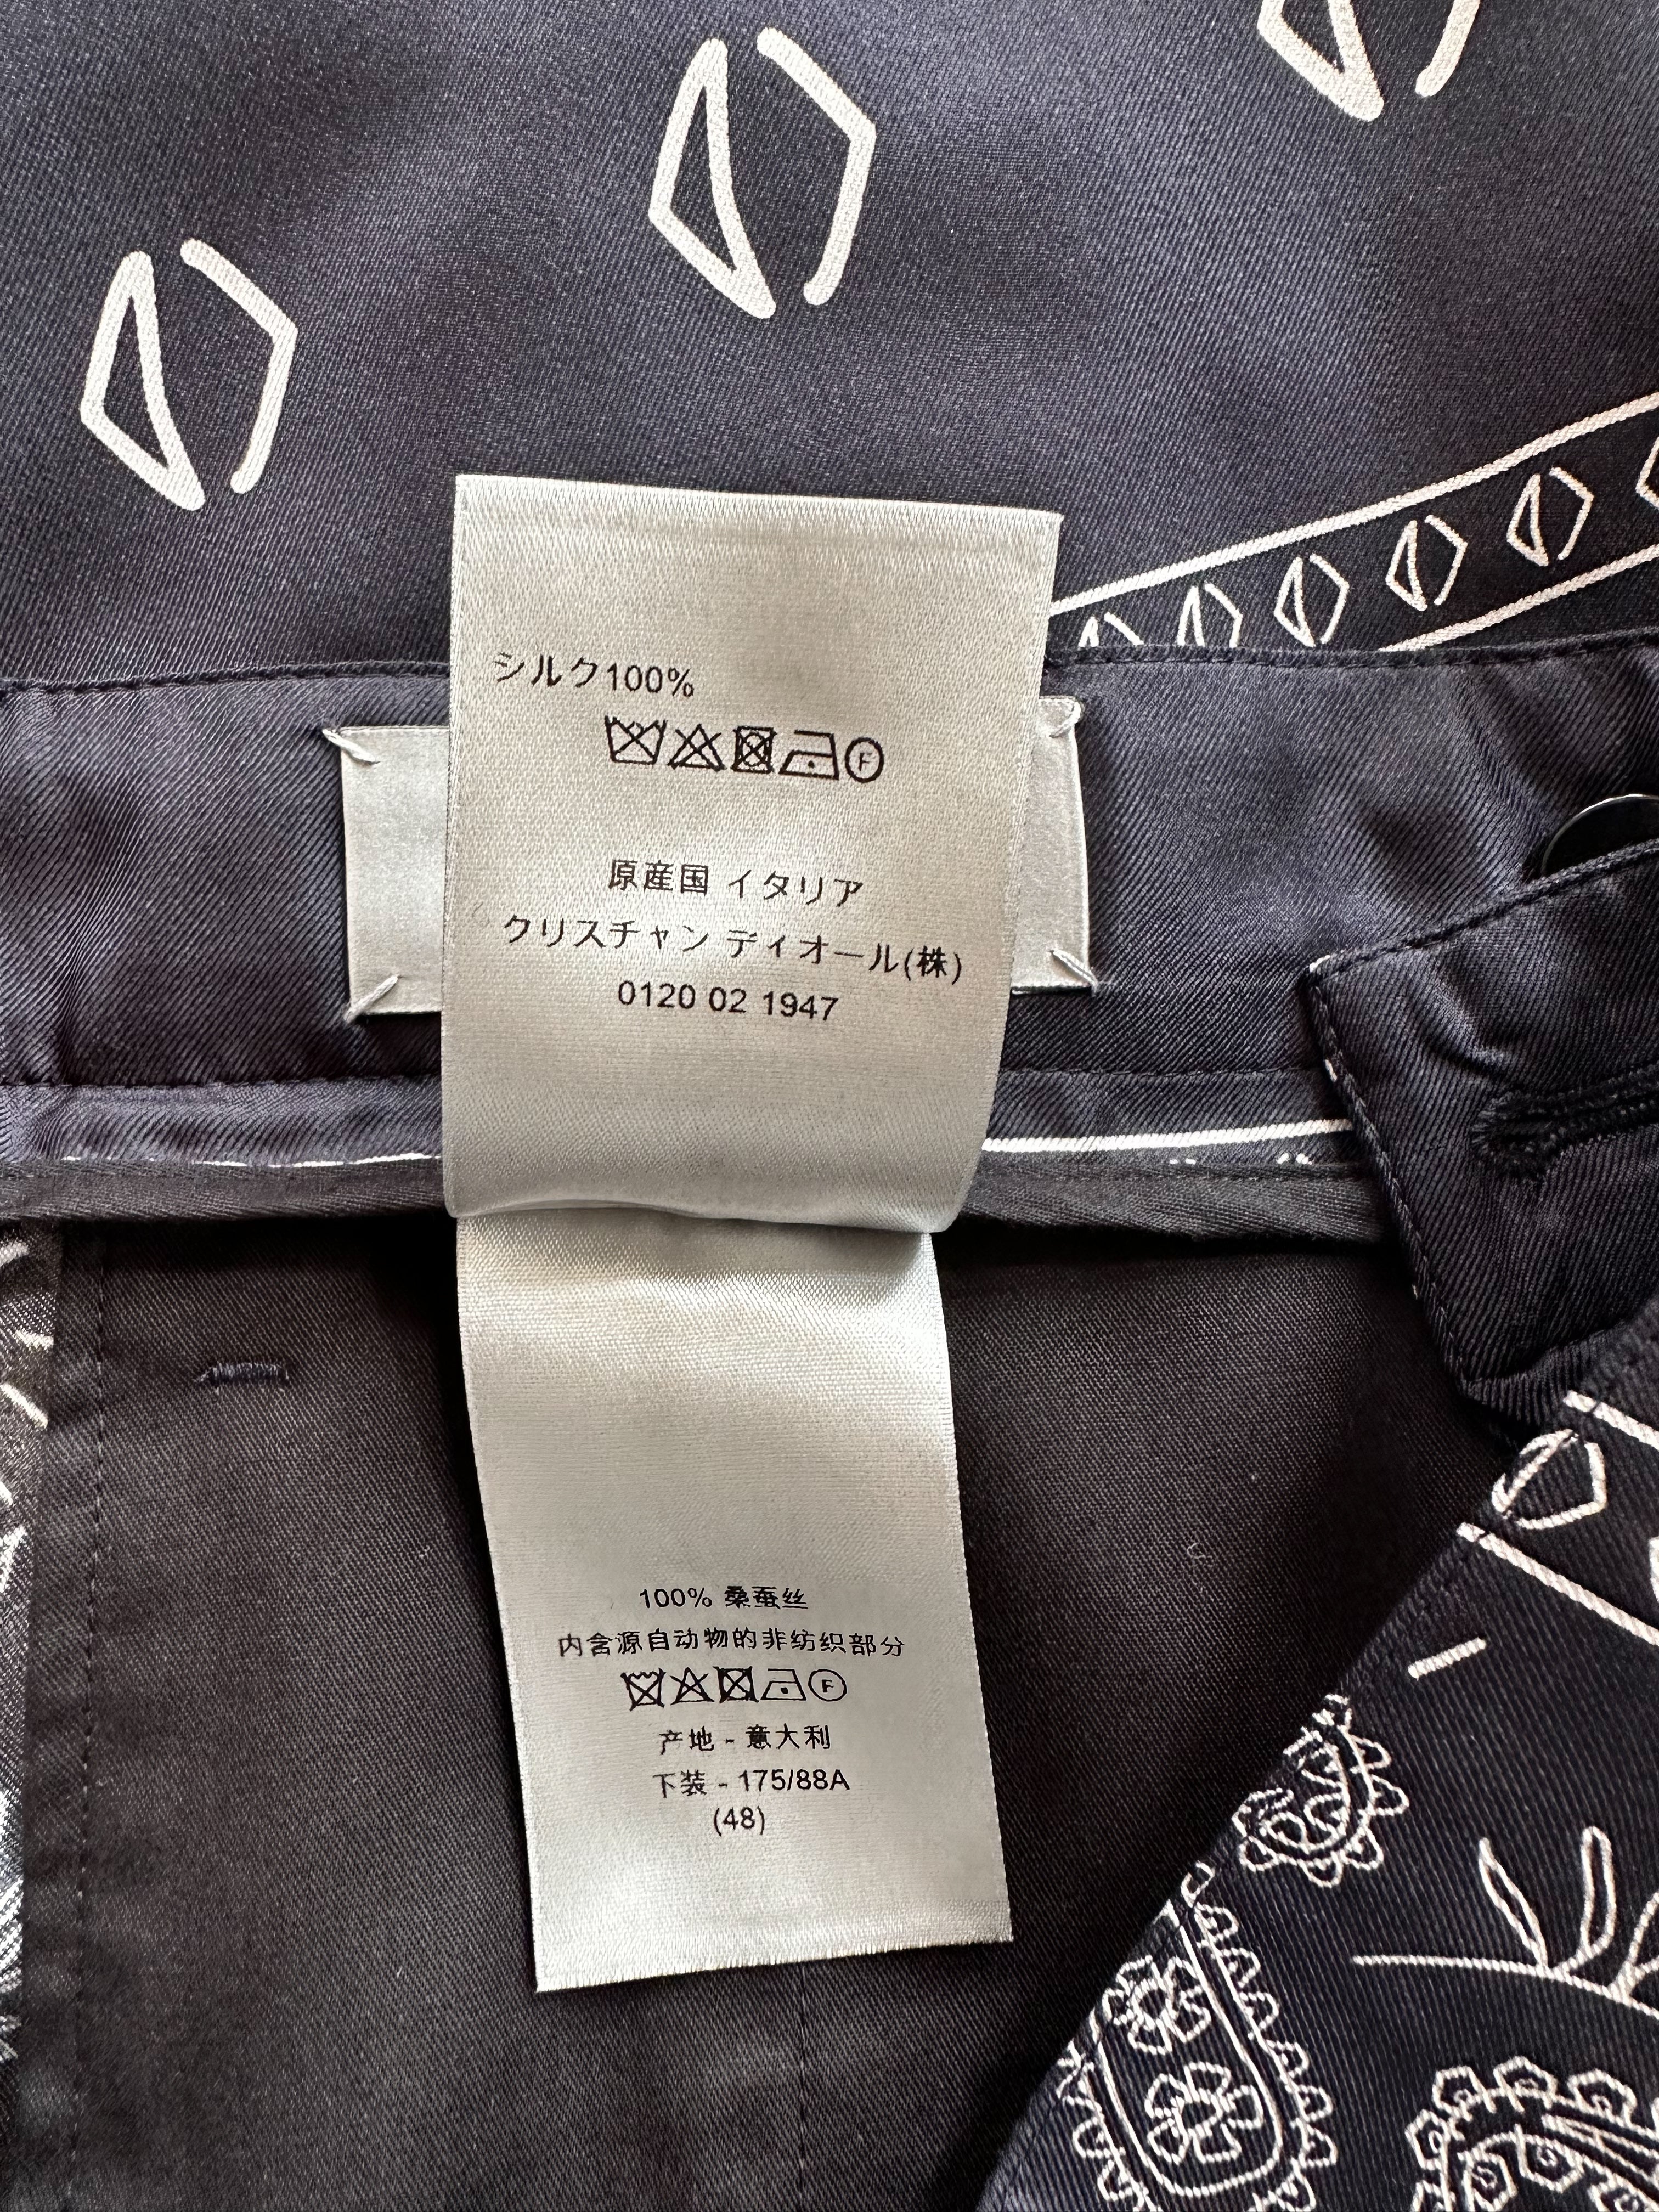 シルク100%
F
原産国 イタリア
クリスチャン ディオール(株)
0120 02 1947
100% 桑蚕丝
内含源自动物的非纺织部分
F
产地 - 意大利
下装 - 175/88A
(48)